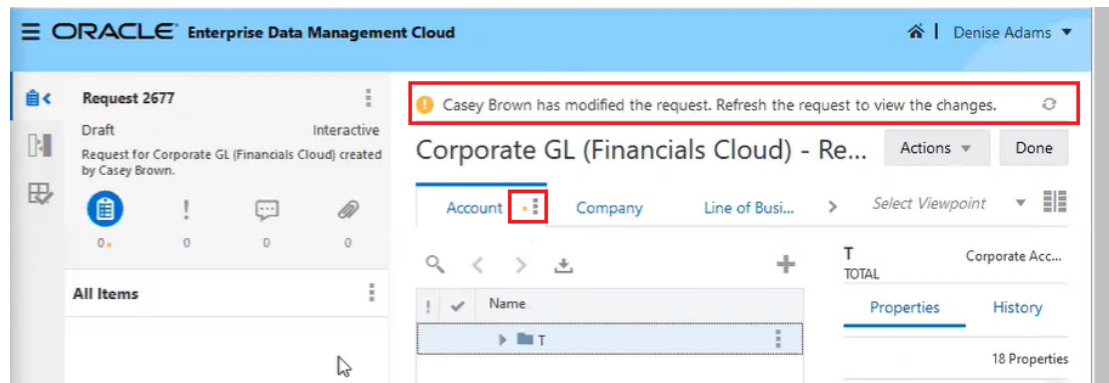 ORACLE Enterprise Data Management Cloud
Denise Adams
Request 2677
Draft Interactive
Request for Corporate GL (Financials Cloud) created
by Casey Brown.
0 0 0 0
All Items
Casey Brown has modified the request. Refresh the request to view the changes.
Corporate GL (Financials Cloud) - Re...
Actions Done
Account Company Line of Busi... Select Viewpoint
! Name
T
T Corporate Acc...
TOTAL
Properties History
18 Properties